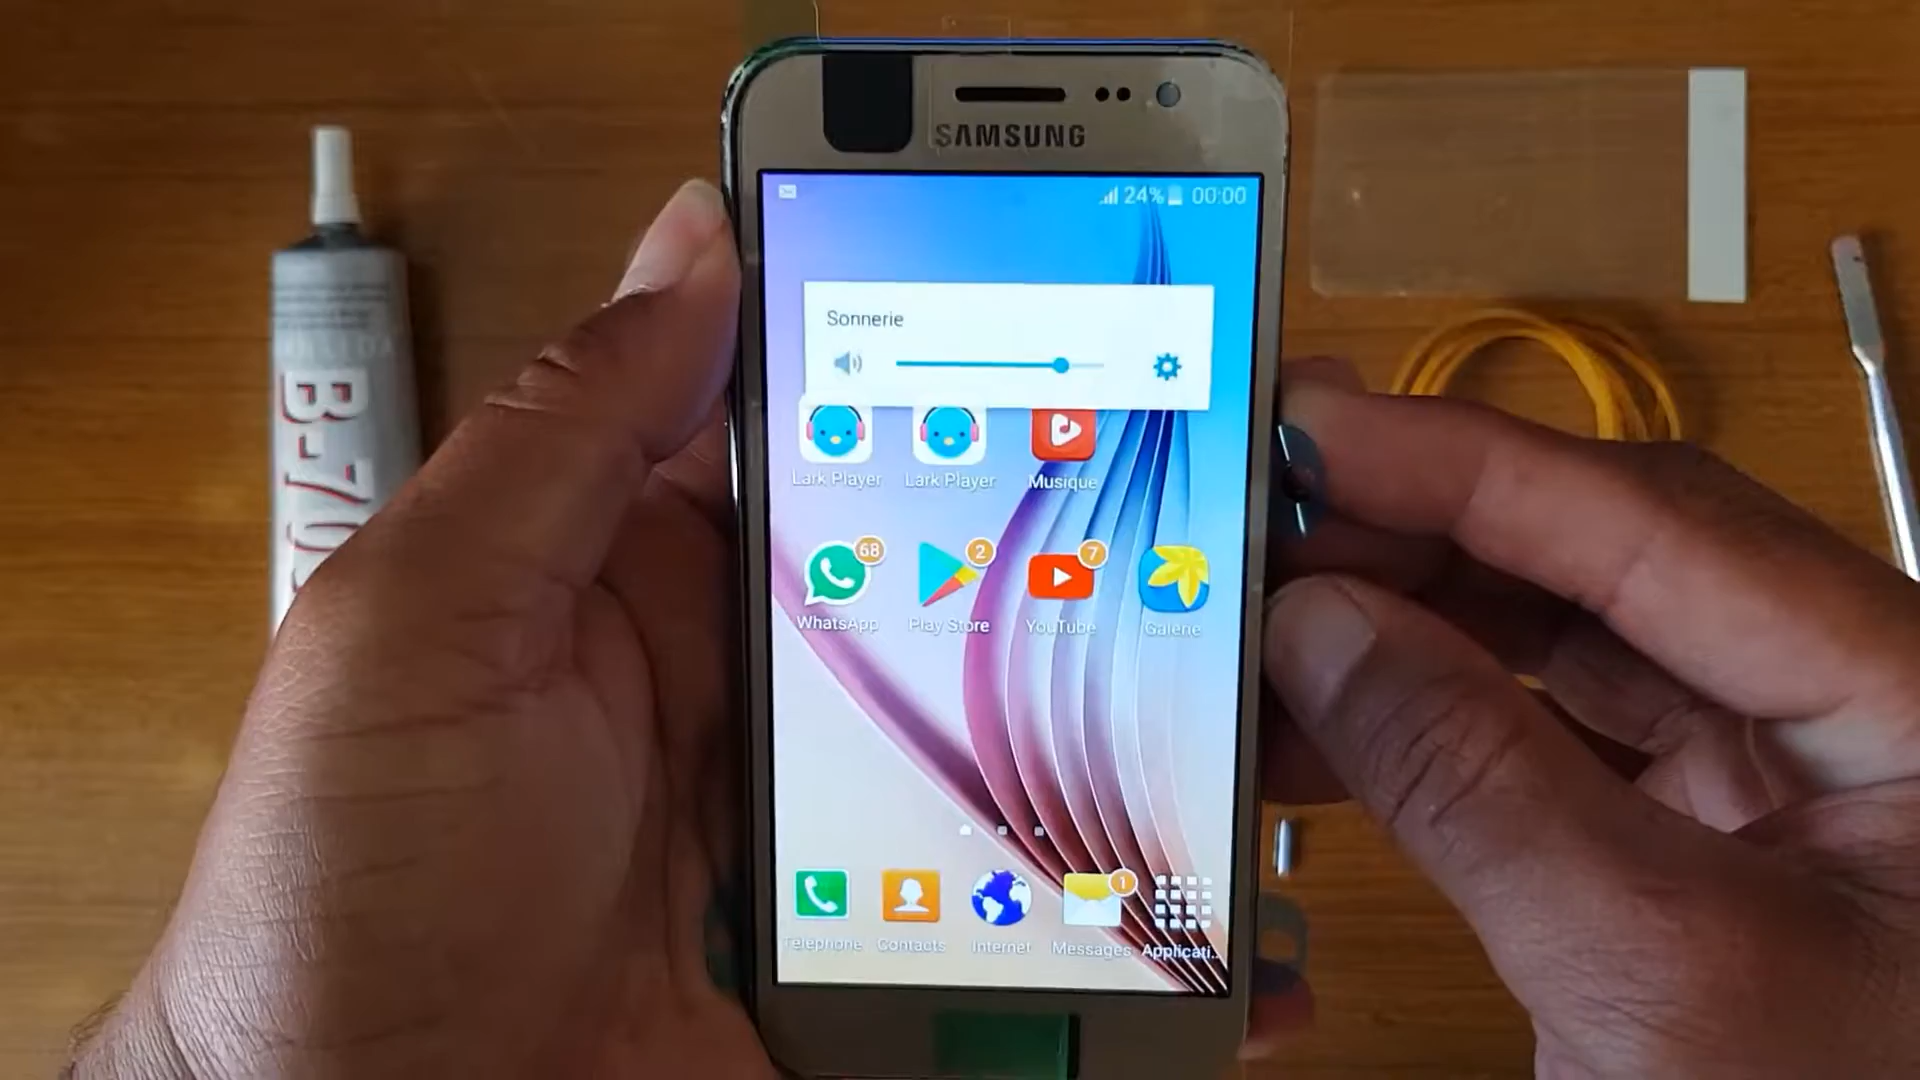 SAMSUNG
24% 00:00
Sonnerie
Lark Player
Lark Player
Musique
68
2
7
WhatsApp
Play Store
YouTube
Galerie
1
Téléphone
Contacts
Internet
Messages
Applicati..
B-70